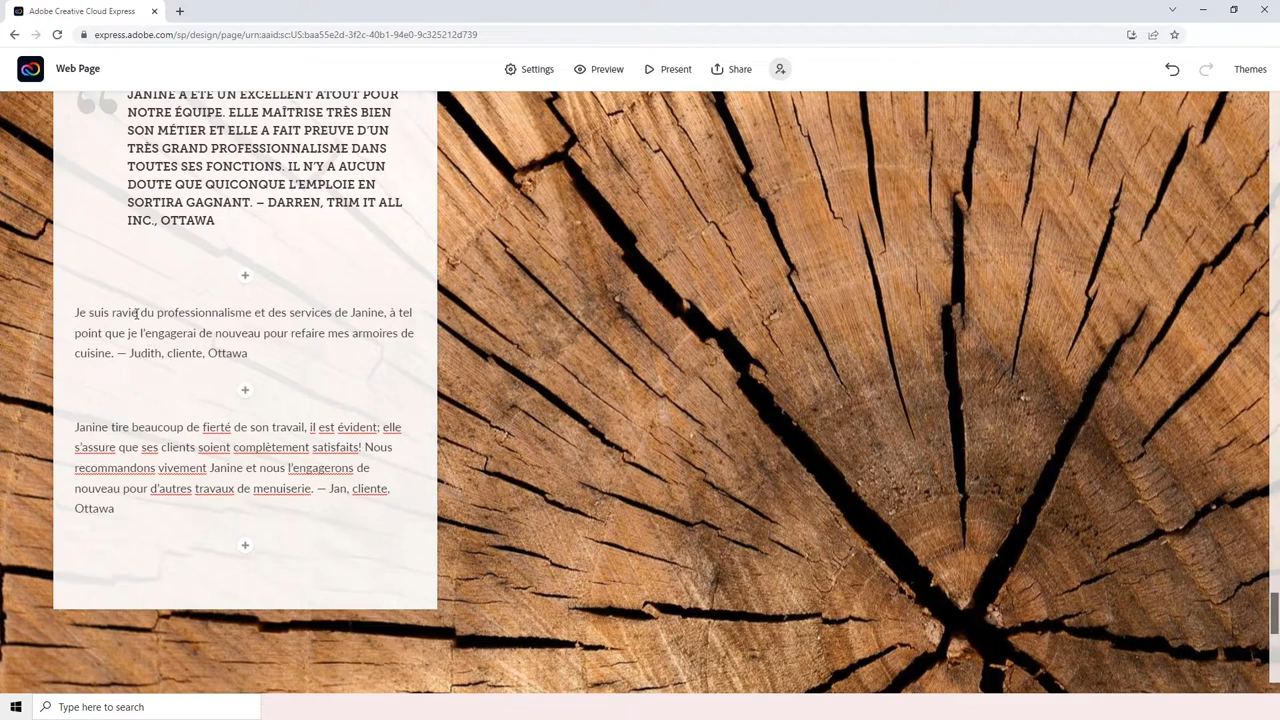 Adobe Creative Cloud Express
express.adobe.com/sp/design/page/urn:aaid:sc:US:baa55e2d-3f2c-40b1-94e0-9c325212d739
Web Page
Settings
Preview
Present
Share
Themes
JANINE A ÉTÉ UN EXCELLENT ATOUT POUR
NOTRE ÉQUIPE. ELLE MAÎTRISE TRÈS BIEN
SON MÉTIER ET ELLE A FAIT PREUVE D'UN
TRÈS GRAND PROFESSIONNALISME DANS
TOUTES SES FONCTIONS. IL N'Y A AUCUN
DOUTE QUE QUICONQUE L'EMPLOIE EN
SORTIRA GAGNANT. – DARREN, TRIM IT ALL
INC., OTTAWA
Je suis ravie du professionnalisme et des services de Janine, à tel
point que je l'engagerai de nouveau pour refaire mes armoires de
cuisine. — Judith, cliente, Ottawa
Janine tire beaucoup de fierté de son travail, il est évident; elle
s'assure que ses clients soient complètement satisfaits! Nous
recommandons vivement Janine et nous l'engagerons de
nouveau pour d'autres travaux de menuiserie. — Jan, cliente,
Ottawa
Type here to search